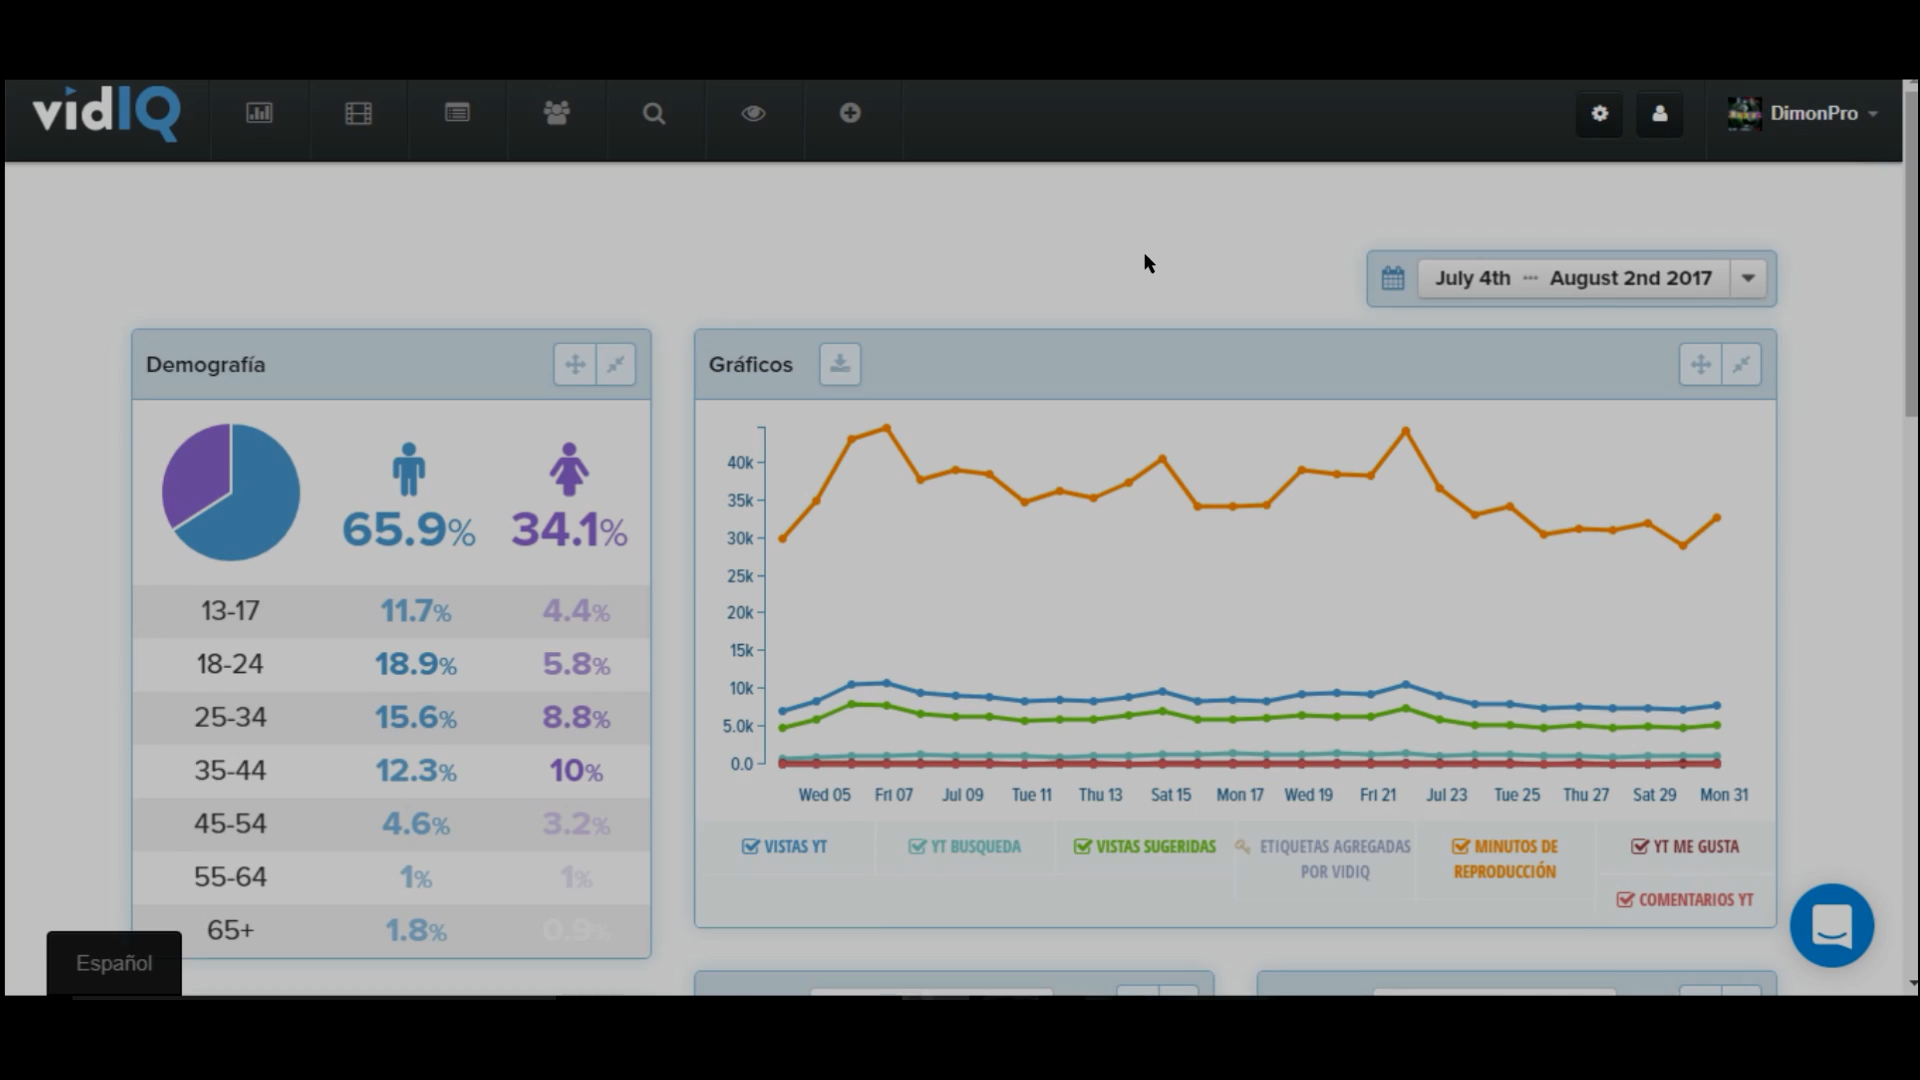 vidIQ
DimonPro
July 4th ··· August 2nd 2017
Demografía
65.9% 34.1%
13-17 11.7% 4.4%
18-24 18.9% 5.8%
25-34 15.6% 8.8%
35-44 12.3% 10%
45-54 4.6% 3.2%
55-64 1% 1%
65+ 1.8% 0.9%
Gráficos
40k
35k
30k
25k
20k
15k
10k
5.0k
0.0
Wed 05 Fri 07 Jul 09 Tue 11 Thu 13 Sat 15 Mon 17 Wed 19 Fri 21 Jul 23 Tue 25 Thu 27 Sat 29 Mon 31
VISTAS YT
YT BUSQUEDA
VISTAS SUGERIDAS
ETIQUETAS AGREGADAS
POR VIDIQ
MINUTOS DE
REPRODUCCIÓN
YT ME GUSTA
COMENTARIOS YT
Español